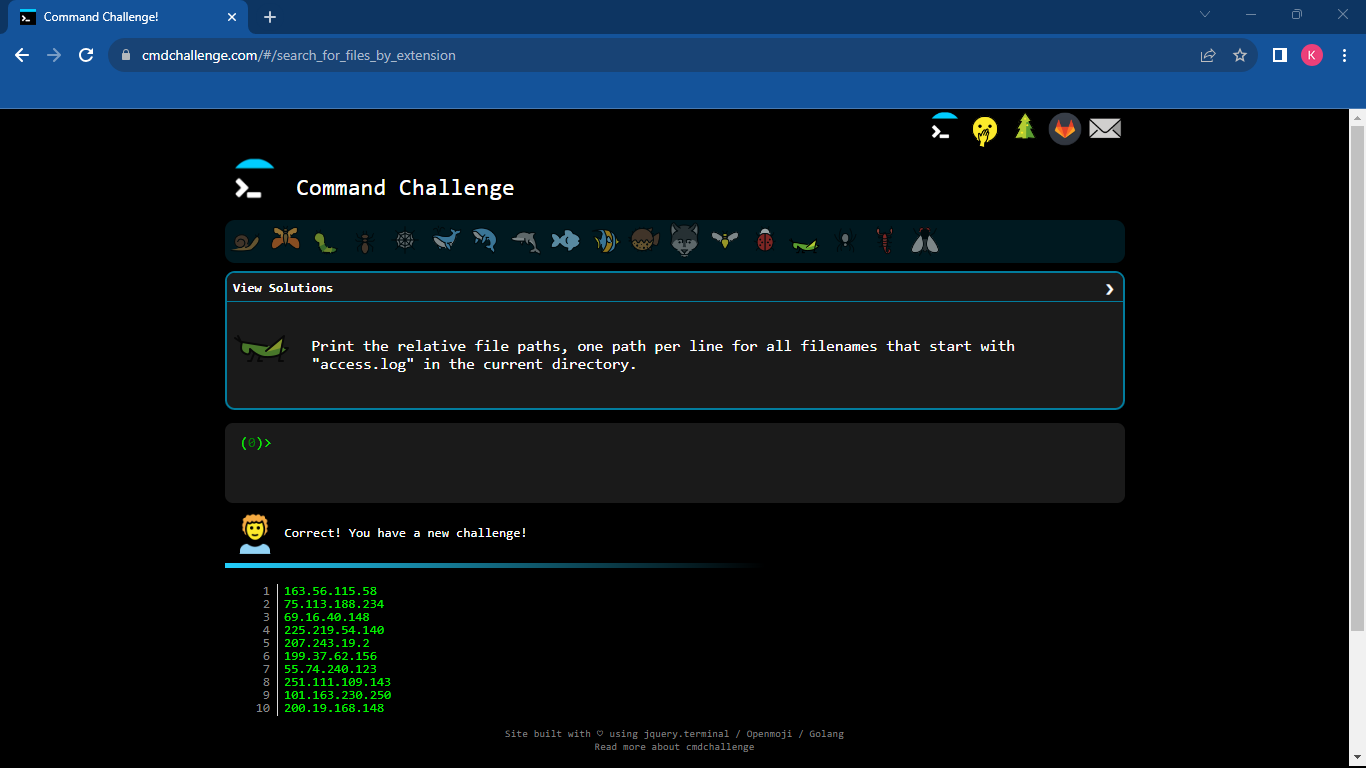 Command Challenge!
cmdchallenge.com/#/search_for_files_by_extension
K
Command Challenge
View Solutions
Print the relative file paths, one path per line for all filenames that start with
"access.log" in the current directory.
(0)>
Correct! You have a new challenge!
1 163.56.115.58
2 75.113.188.234
3 69.16.40.148
4 225.219.54.140
5 207.243.19.2
6 199.37.62.156
7 55.74.240.123
8 251.111.109.143
9 101.163.230.250
10 200.19.168.148
Site built with ♡ using jquery.terminal / Openmoji / Golang
Read more about cmdchallenge